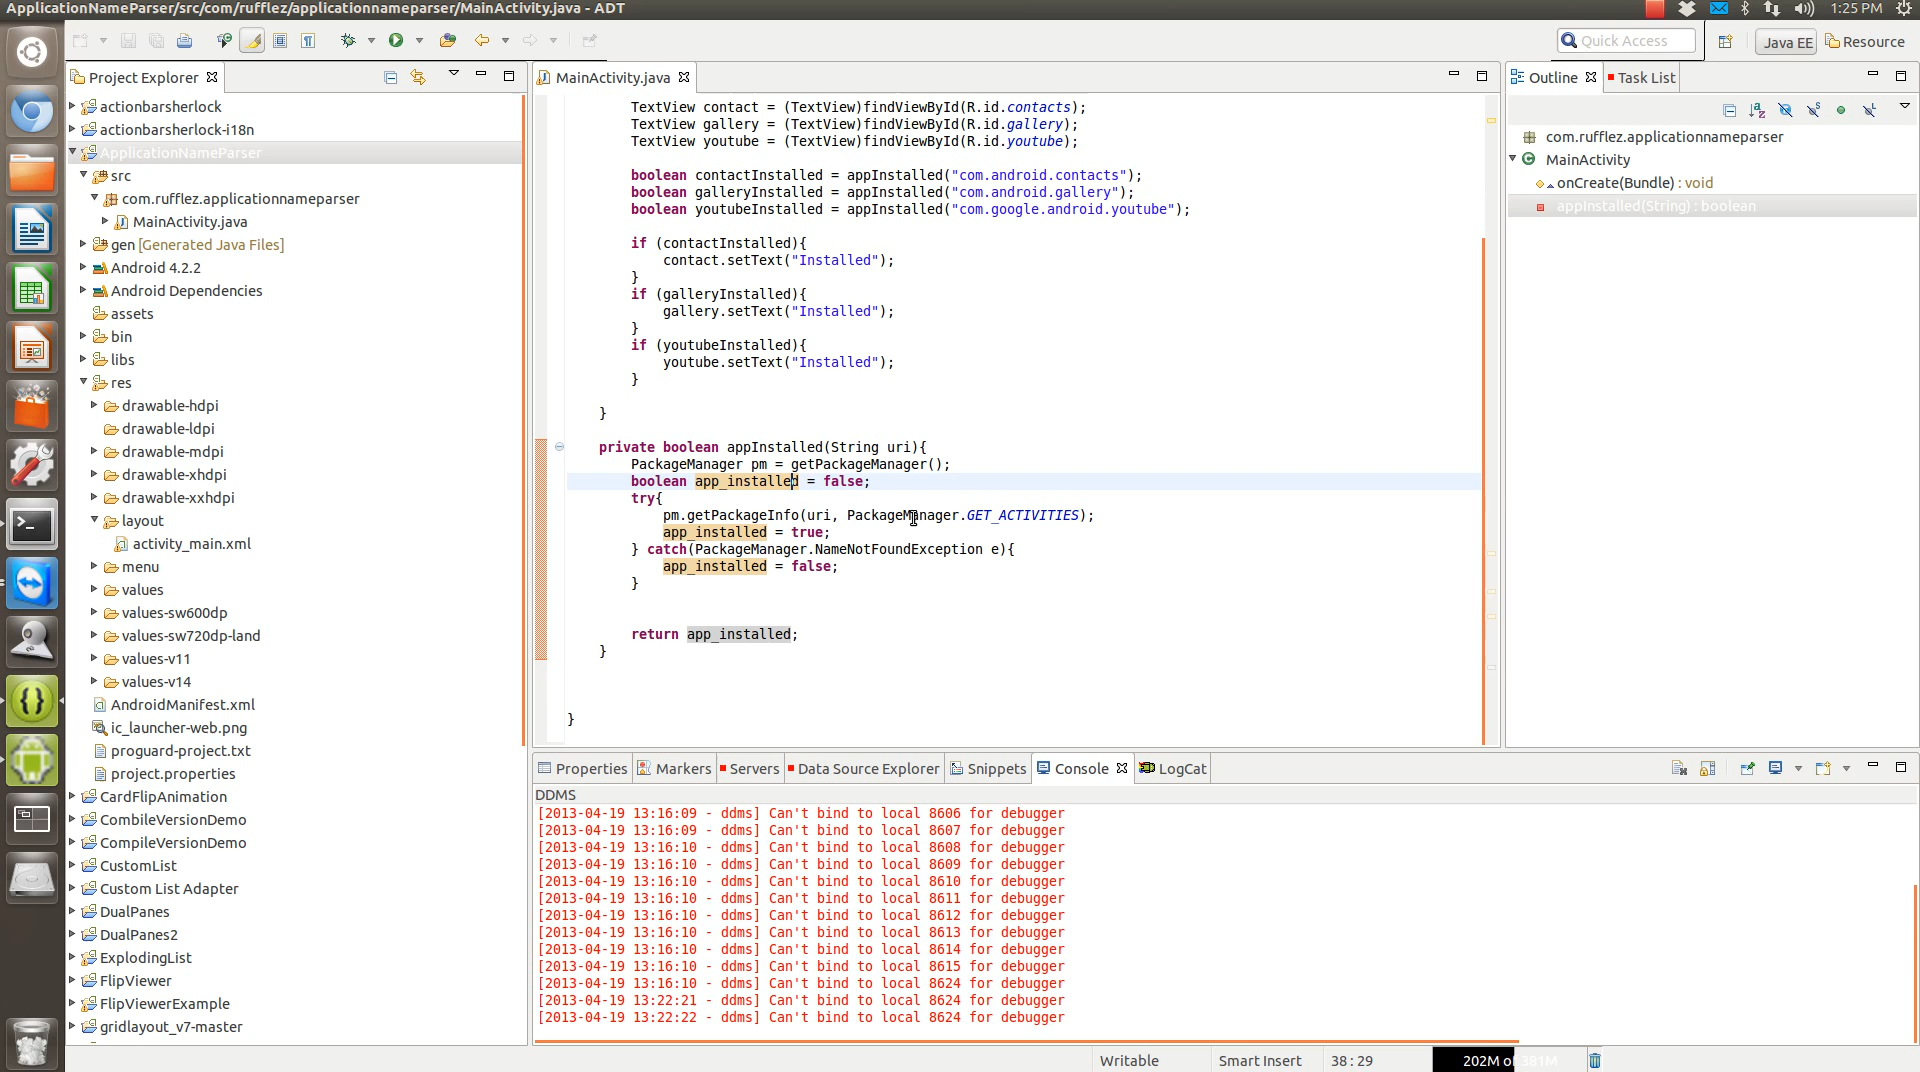 ApplicationNameParser/src/com/rufflez/applicationnameparser/MainActivity.java - ADT
1:25 PM
Quick Access
Java EE
Resource
Project Explorer
actionbarsherlock
actionbarsherlock-i18n
ApplicationNameParser
src
com.rufflez.applicationnameparser
MainActivity.java
gen [Generated Java Files]
Android 4.2.2
Android Dependencies
assets
bin
libs
res
drawable-hdpi
drawable-ldpi
drawable-mdpi
drawable-xhdpi
drawable-xxhdpi
layout
activity_main.xml
menu
values
values-sw600dp
values-sw720dp-land
values-v11
values-v14
AndroidManifest.xml
ic_launcher-web.png
proguard-project.txt
project.properties
CardFlipAnimation
CombileVersionDemo
CompileVersionDemo
CustomList
Custom List Adapter
DualPanes
DualPanes2
ExplodingList
FlipViewer
FlipViewerExample
gridlayout_v7-master
MainActivity.java
TextView contact = (TextView)findViewById(R.id.contacts);
TextView gallery = (TextView)findViewById(R.id.gallery);
TextView youtube = (TextView)findViewById(R.id.youtube);
boolean contactInstalled = appInstalled("com.android.contacts");
boolean galleryInstalled = appInstalled("com.android.gallery");
boolean youtubeInstalled = appInstalled("com.google.android.youtube");
if (contactInstalled){
contact.setText("Installed");
}
if (galleryInstalled){
gallery.setText("Installed");
}
if (youtubeInstalled){
youtube.setText("Installed");
}
}
private boolean appInstalled(String uri){
PackageManager pm = getPackageManager();
boolean app_installed = false;
try{
pm.getPackageInfo(uri, PackageManager.GET_ACTIVITIES);
app_installed = true;
} catch(PackageManager.NameNotFoundException e){
app_installed = false;
}
return app_installed;
}
}
Outline
Task List
com.rufflez.applicationnameparser
MainActivity
onCreate(Bundle) : void
appInstalled(String) : boolean
Properties
Markers
Servers
Data Source Explorer
Snippets
Console
LogCat
DDMS
[2013-04-19 13:16:09 - ddms] Can't bind to local 8606 for debugger
[2013-04-19 13:16:09 - ddms] Can't bind to local 8607 for debugger
[2013-04-19 13:16:10 - ddms] Can't bind to local 8608 for debugger
[2013-04-19 13:16:10 - ddms] Can't bind to local 8609 for debugger
[2013-04-19 13:16:10 - ddms] Can't bind to local 8610 for debugger
[2013-04-19 13:16:10 - ddms] Can't bind to local 8611 for debugger
[2013-04-19 13:16:10 - ddms] Can't bind to local 8612 for debugger
[2013-04-19 13:16:10 - ddms] Can't bind to local 8613 for debugger
[2013-04-19 13:16:10 - ddms] Can't bind to local 8614 for debugger
[2013-04-19 13:16:10 - ddms] Can't bind to local 8615 for debugger
[2013-04-19 13:16:10 - ddms] Can't bind to local 8624 for debugger
[2013-04-19 13:22:21 - ddms] Can't bind to local 8624 for debugger
[2013-04-19 13:22:22 - ddms] Can't bind to local 8624 for debugger
Writable
Smart Insert
38 : 29
202M of 381M